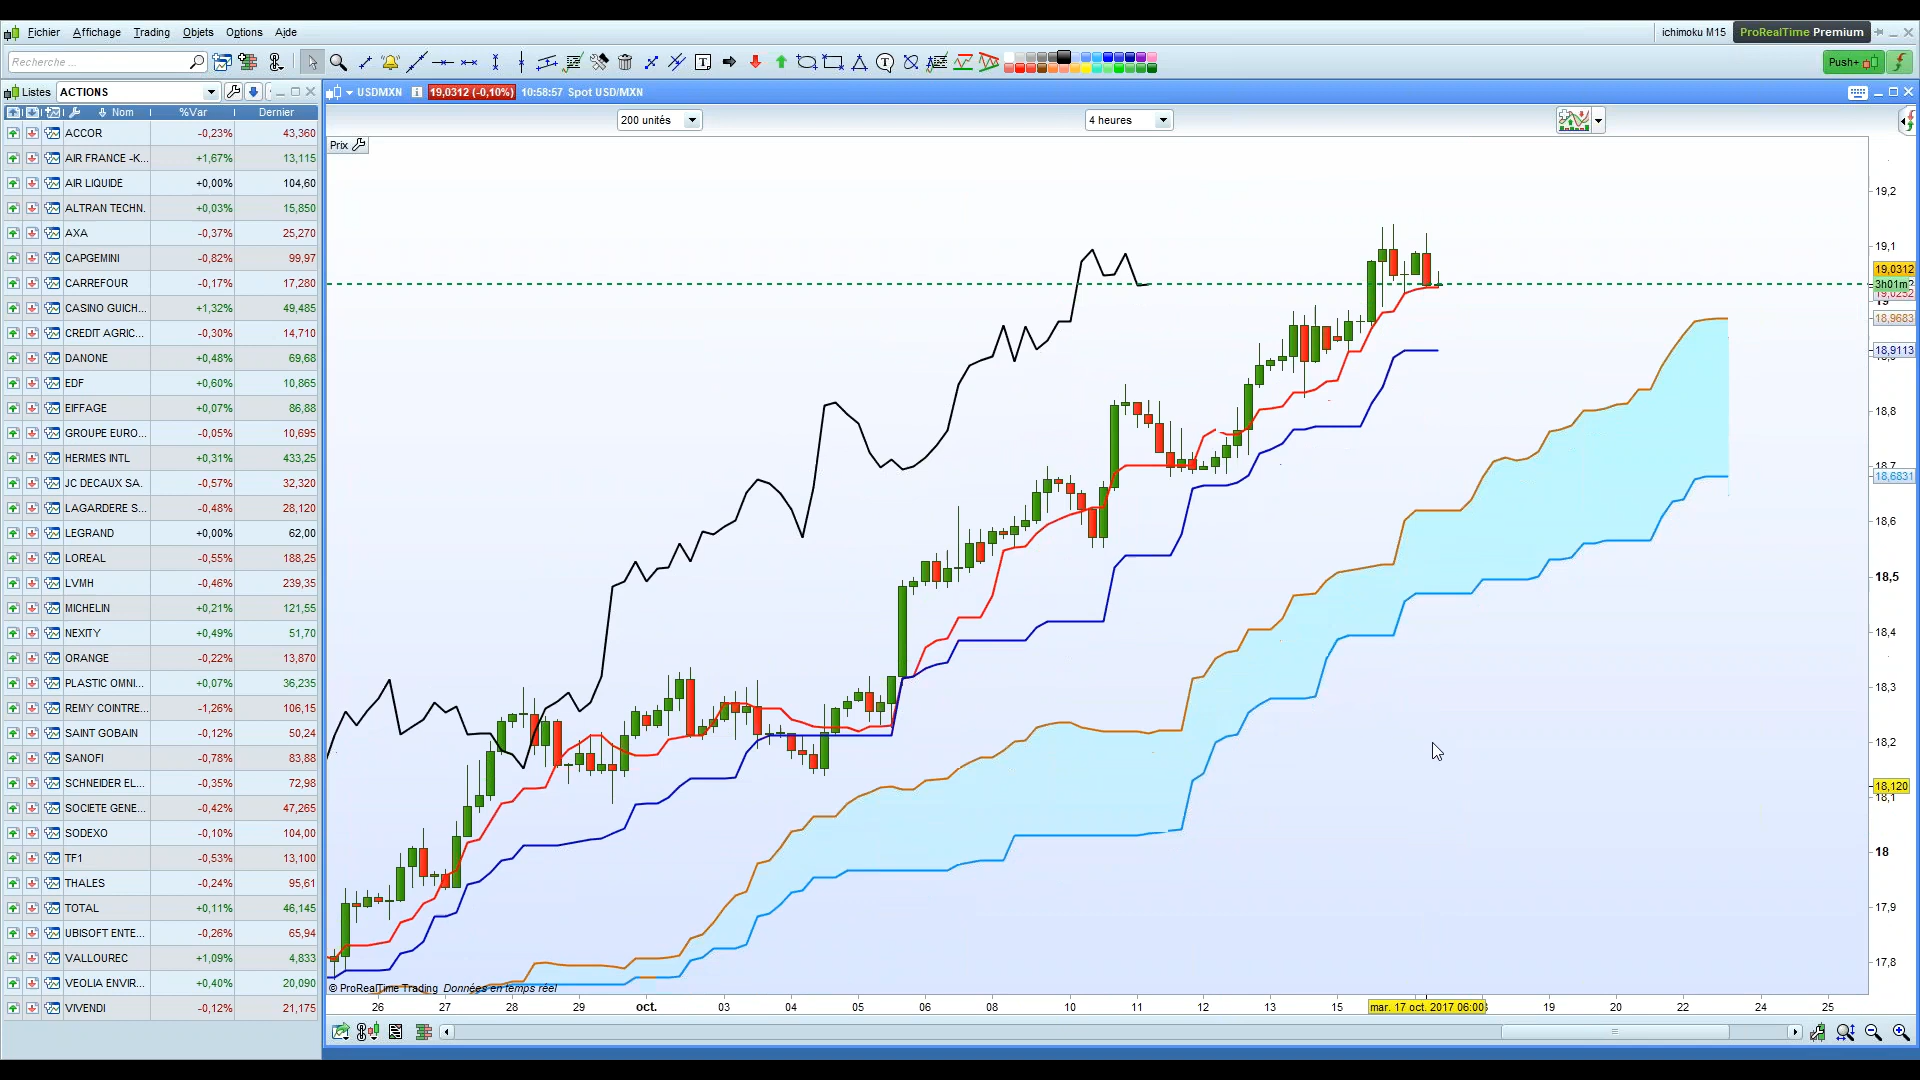 Fichier Affichage Trading Objets Options Aide
ichimoku M15 ProRealTime Premium
Recherche ...
Push+
Listes ACTIONS
USDMXN 19,0312 (-0,10%) 10:58:57 Spot USD/MXN
Nom %Var Dernier
200 unités 4 heures
Prix
ACCOR -0,23% 43,360
AIR FRANCE -K... +1,67% 13,115
AIR LIQUIDE +0,00% 104,60
ALTRAN TECHN. +0,03% 15,850
AXA -0,37% 25,270
CAPGEMINI -0,82% 99,97
CARREFOUR -0,17% 17,280
CASINO GUICH... +1,32% 49,485
CREDIT AGRIC... -0,30% 14,710
DANONE +0,48% 69,68
EDF +0,60% 10,865
EIFFAGE +0,07% 86,88
GROUPE EURO... -0,05% 10,695
HERMES INTL +0,31% 433,25
JC DECAUX SA. -0,57% 32,320
LAGARDERE S... -0,48% 28,120
LEGRAND +0,00% 62,00
LOREAL -0,55% 188,25
LVMH -0,46% 239,35
MICHELIN +0,21% 121,55
NEXITY +0,49% 51,70
ORANGE -0,22% 13,870
PLASTIC OMNI... +0,07% 36,235
REMY COINTRE... -1,26% 106,15
SAINT GOBAIN -0,12% 50,24
SANOFI -0,78% 83,88
SCHNEIDER EL... -0,35% 72,98
SOCIETE GENE... -0,42% 47,265
SODEXO -0,10% 104,00
TF1 -0,53% 13,100
THALES -0,24% 95,61
TOTAL +0,11% 46,145
UBISOFT ENTE... -0,26% 65,94
VALLOUREC +1,09% 4,833
VEOLIA ENVIR... +0,40% 20,090
VIVENDI -0,12% 21,175
19,2
19,1
19,0312
3h01m
18,9683
18,9113
18,8
18,7
18,6831
18,6
18,5
18,4
18,3
18,2
18,120
18,1
18
17,9
17,8
© ProRealTime Trading Données en temps réel
26 27 28 29 oct. 03 04 05 06 08 10 11 12 13 15 mar. 17 oct. 2017 06:00 19 20 22 24 25